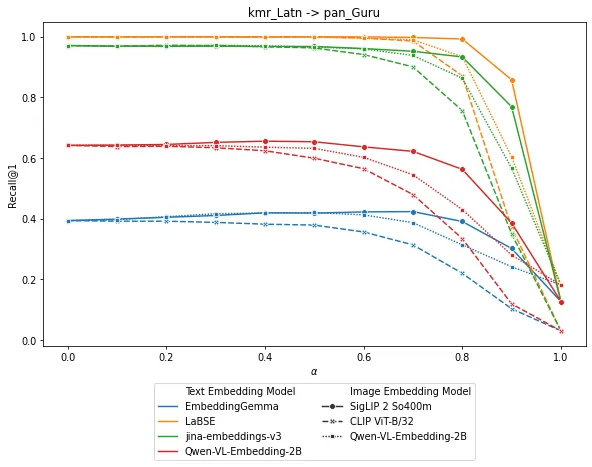 kmr_Latn -> pan_Guru
Recall@1
1.0
0.8
0.6
0.4
0.2
0.0
0.0 0.2 0.4 0.6 0.8 1.0
α
Text Embedding Model
EmbeddingGemma
LaBSE
jina-embeddings-v3
Qwen-VL-Embedding-2B
Image Embedding Model
SigLIP 2 So400m
CLIP ViT-B/32
Qwen-VL-Embedding-2B